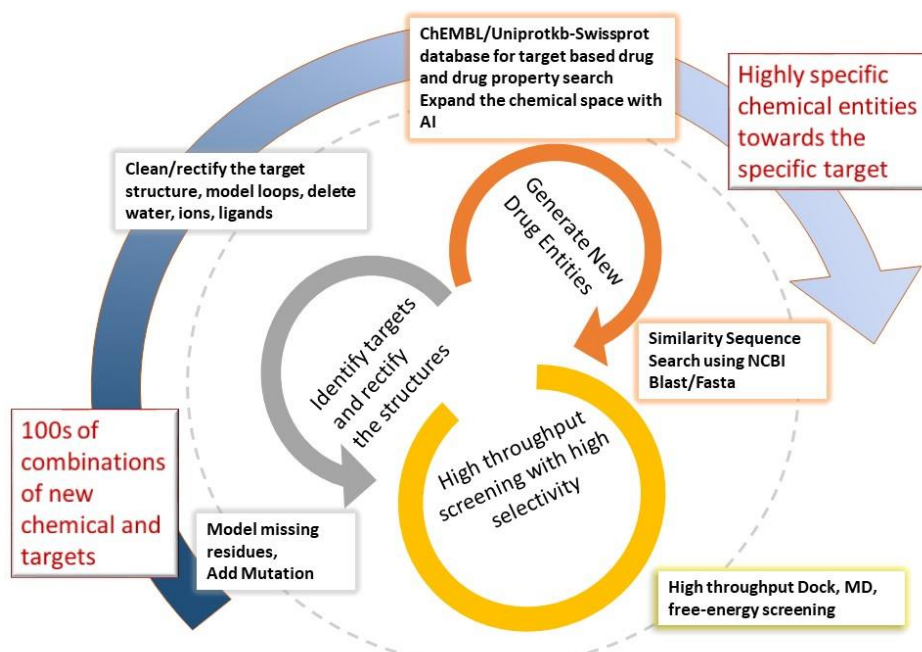 ChEMBL/Uniprotkb-Swissprot
database for target based drug
and drug property search
Expand the chemical space with
AI
Highly specific
chemical entities
towards the
specific target
Clean/rectify the target
structure, model loops, delete
water, ions, ligands
Generate New
Drug Entities
Identify targets
and rectify
the structures
Similarity Sequence
Search using NCBI
Blast/Fasta
100s of
combinations
of new
chemical and
targets
High throughput
screening with high
selectivity
Model missing
residues,
Add Mutation
High throughput Dock, MD,
free-energy screening